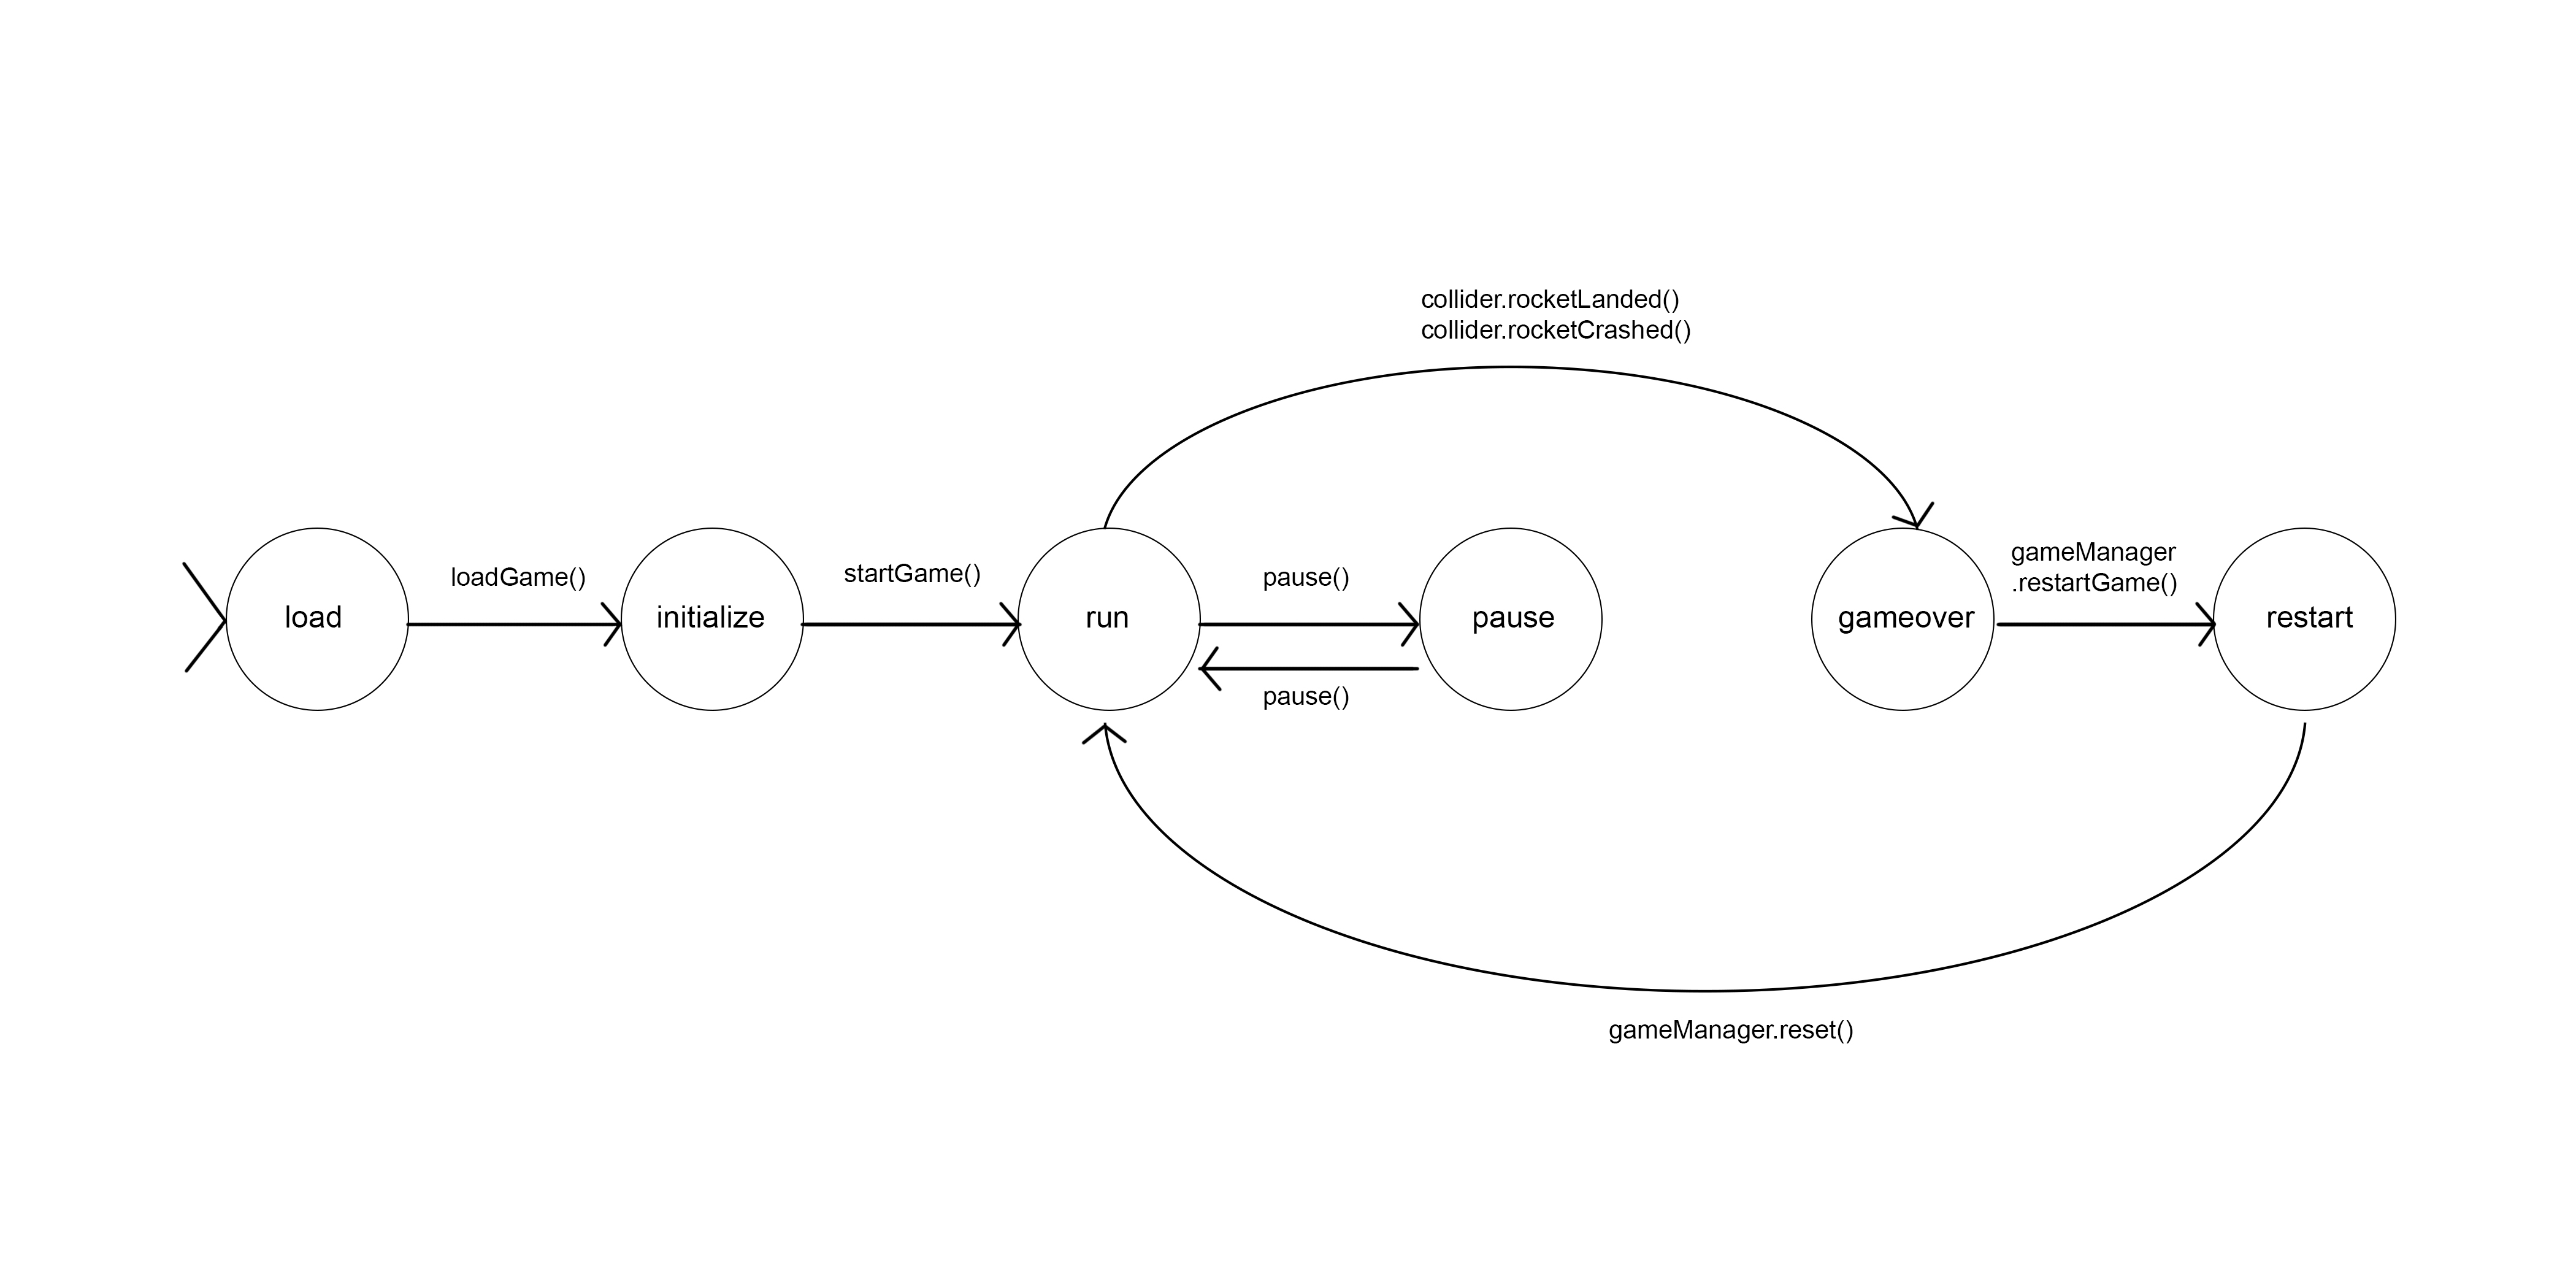 collider.rocketLanded()
collider.rocketCrashed()
load
loadGame()
initialize
startGame()
run
pause()
pause()
pause
gameover
gameManager
.restartGame()
restart
gameManager.reset()